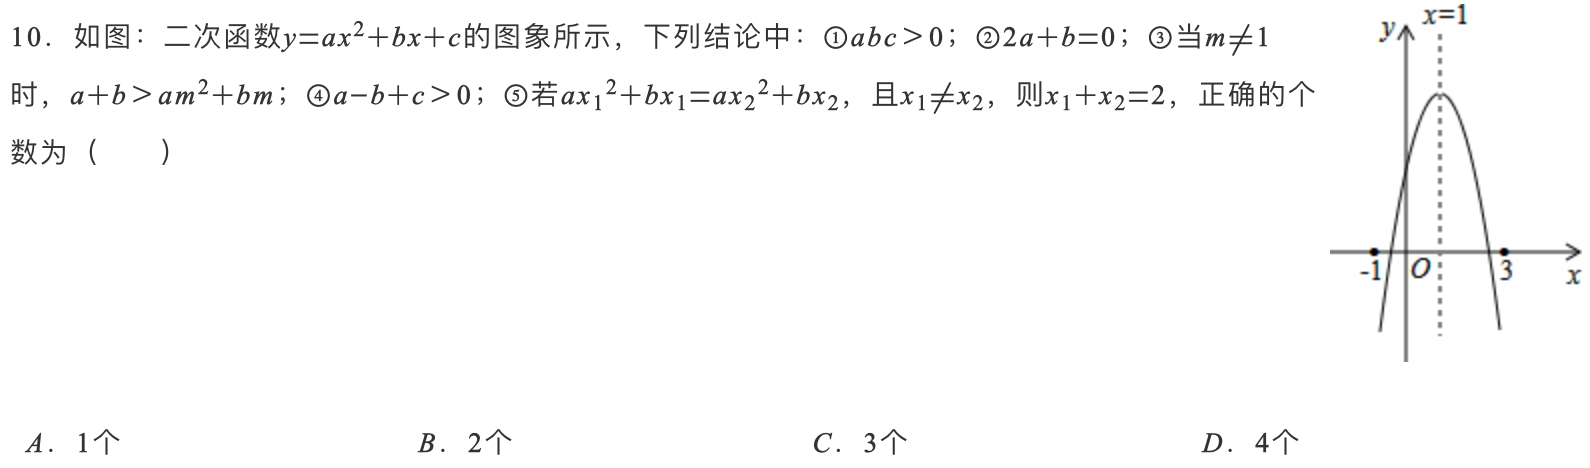 10. 如图：二次函数y=ax²+bx+c的图象所示，下列结论中：①abc>0；②2a+b=0；③当m≠1
时，a+b>am²+bm；④a−b+c>0；⑤若ax₁²+bx₁=ax₂²+bx₂，且x₁≠x₂，则x₁+x₂=2，正确的个
数为（　　）
x=1
y
-1 O 3 x
A. 1个 B. 2个 C. 3个 D. 4个